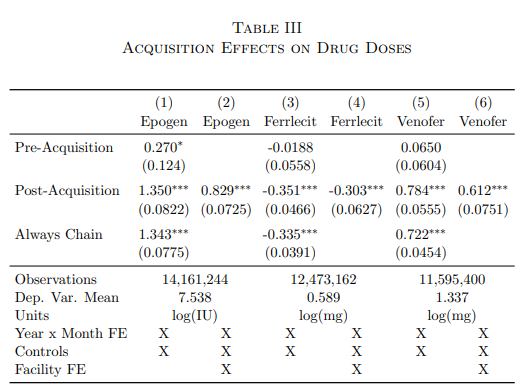 TABLE III
ACQUISITION EFFECTS ON DRUG DOSES
(1) (2) (3) (4) (5) (6)
Epogen Epogen Ferrlecit Ferrlecit Venofer Venofer
Pre-Acquisition 0.270* -0.0188 0.0650
(0.124) (0.0558) (0.0604)
Post-Acquisition 1.350*** 0.829*** -0.351*** -0.303*** 0.784*** 0.612***
(0.0822) (0.0725) (0.0466) (0.0627) (0.0555) (0.0751)
Always Chain 1.343*** -0.335*** 0.722***
(0.0775) (0.0391) (0.0454)
Observations 14,161,244 12,473,162 11,595,400
Dep. Var. Mean 7.538 0.589 1.337
Units log(IU) log(mg) log(mg)
Year x Month FE X X X X X X
Controls X X X X X X
Facility FE X X X